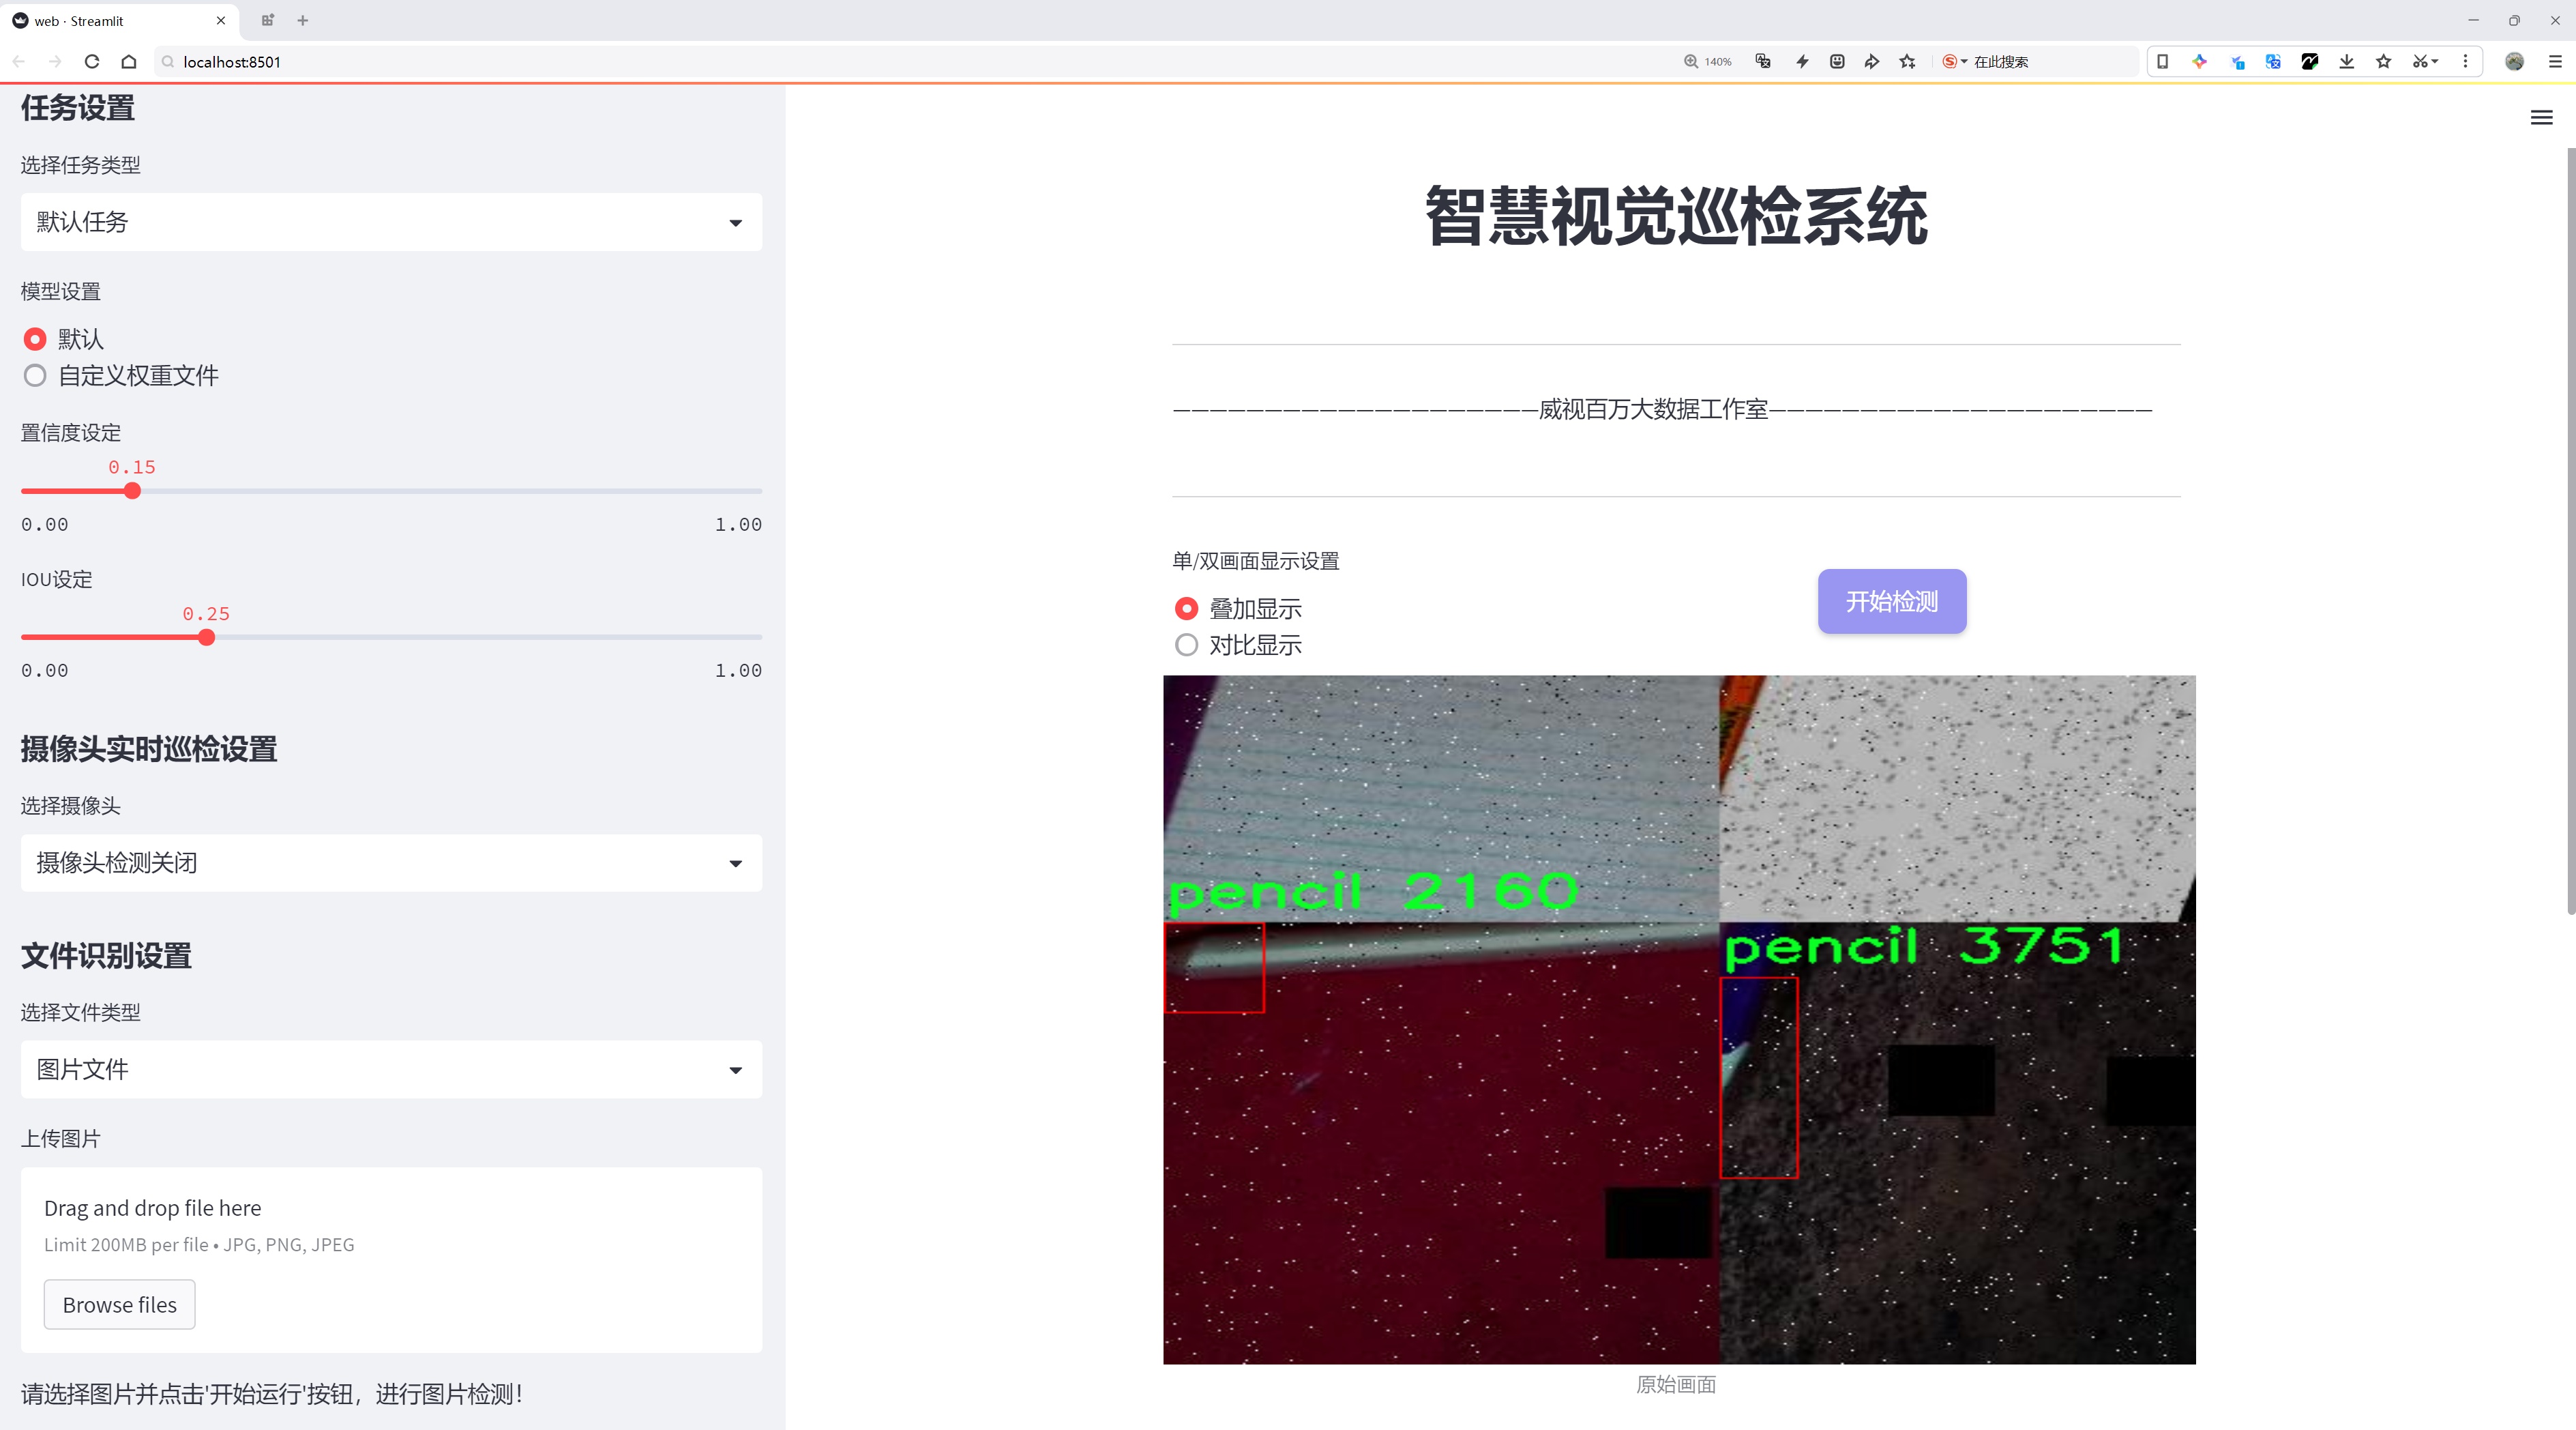 web · Streamlit
localhost:8501
140%
在此搜索
任务设置
选择任务类型
默认任务
模型设置
默认
自定义权重文件
置信度设定
0.15
0.00
1.00
IOU设定
0.25
0.00
1.00
摄像头实时巡检设置
选择摄像头
摄像头检测关闭
文件识别设置
选择文件类型
图片文件
上传图片
Drag and drop file here
Limit 200MB per file • JPG, PNG, JPEG
Browse files
请选择图片并点击'开始运行'按钮，进行图片检测！
智慧视觉巡检系统
—————————————————————威视百万大数据工作室——————————————————————
单/双画面显示设置
叠加显示
对比显示
开始检测
pencil 2160
pencil 3751
原始画面